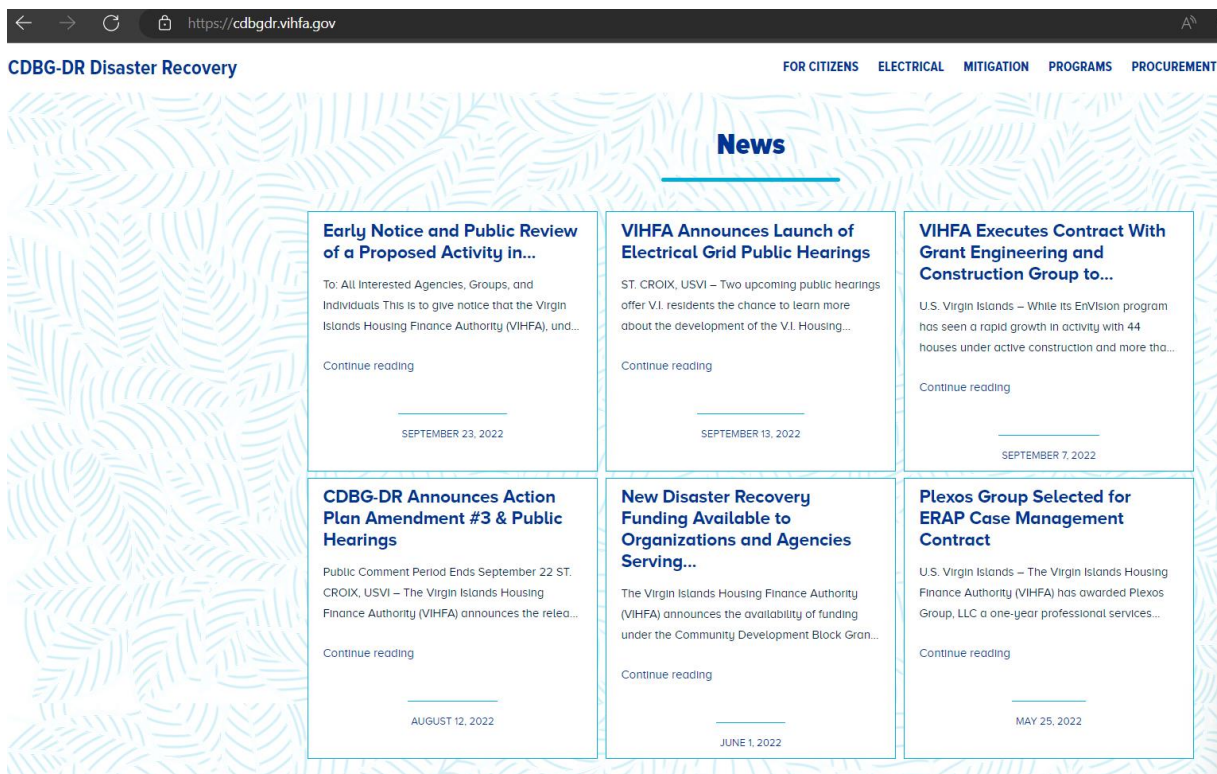 https://cdbgdr.vihfa.gov
CDBG-DR Disaster Recovery
FOR CITIZENS ELECTRICAL MITIGATION PROGRAMS PROCUREMENT
News
Early Notice and Public Review
of a Proposed Activity in...
To: All Interested Agencies, Groups, and
Individuals This is to give notice that the Virgin
Islands Housing Finance Authority (VIHFA), und...
Continue reading
SEPTEMBER 23, 2022
VIHFA Announces Launch of
Electrical Grid Public Hearings
ST. CROIX, USVI – Two upcoming public hearings
offer V.I. residents the chance to learn more
about the development of the V.I. Housing...
Continue reading
SEPTEMBER 13, 2022
VIHFA Executes Contract With
Grant Engineering and
Construction Group to...
U.S. Virgin Islands – While its EnVIsion program
has seen a rapid growth in activity with 44
houses under active construction and more tha...
Continue reading
SEPTEMBER 7, 2022
CDBG-DR Announces Action
Plan Amendment #3 & Public
Hearings
Public Comment Period Ends September 22 ST.
CROIX, USVI – The Virgin Islands Housing
Finance Authority (VIHFA) announces the relea...
Continue reading
AUGUST 12, 2022
New Disaster Recovery
Funding Available to
Organizations and Agencies
Serving...
The Virgin Islands Housing Finance Authority
(VIHFA) announces the availability of funding
under the Community Development Block Gran...
Continue reading
JUNE 1, 2022
Plexos Group Selected for
ERAP Case Management
Contract
U.S. Virgin Islands – The Virgin Islands Housing
Finance Authority (VIHFA) has awarded Plexos
Group, LLC a one-year professional services...
Continue reading
MAY 25, 2022